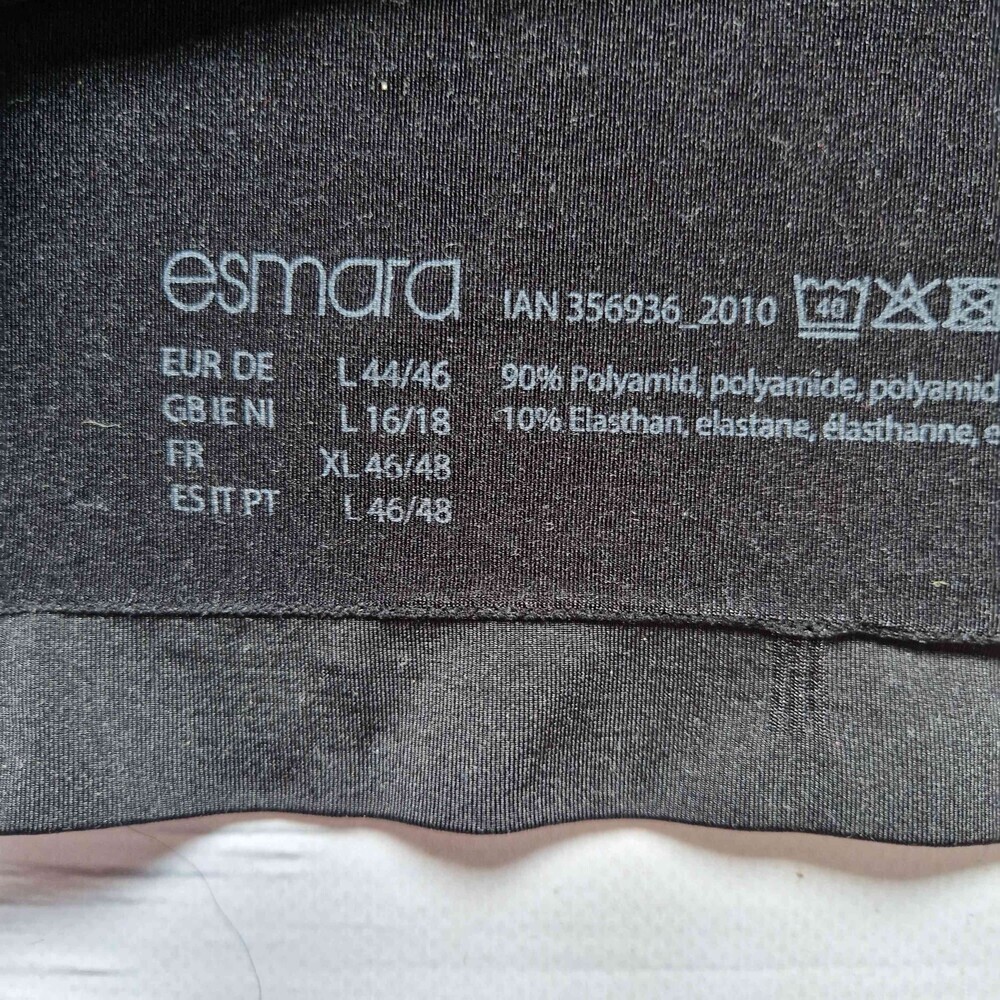 esmara
IAN 356936_2010
40
EUR DE L 44/46
GB IE NI L 16/18
FR XL 46/48
ES IT PT L 46/48
90% Polyamid, polyamide, polyamid
10% Elasthan, elastane, élasthanne, e